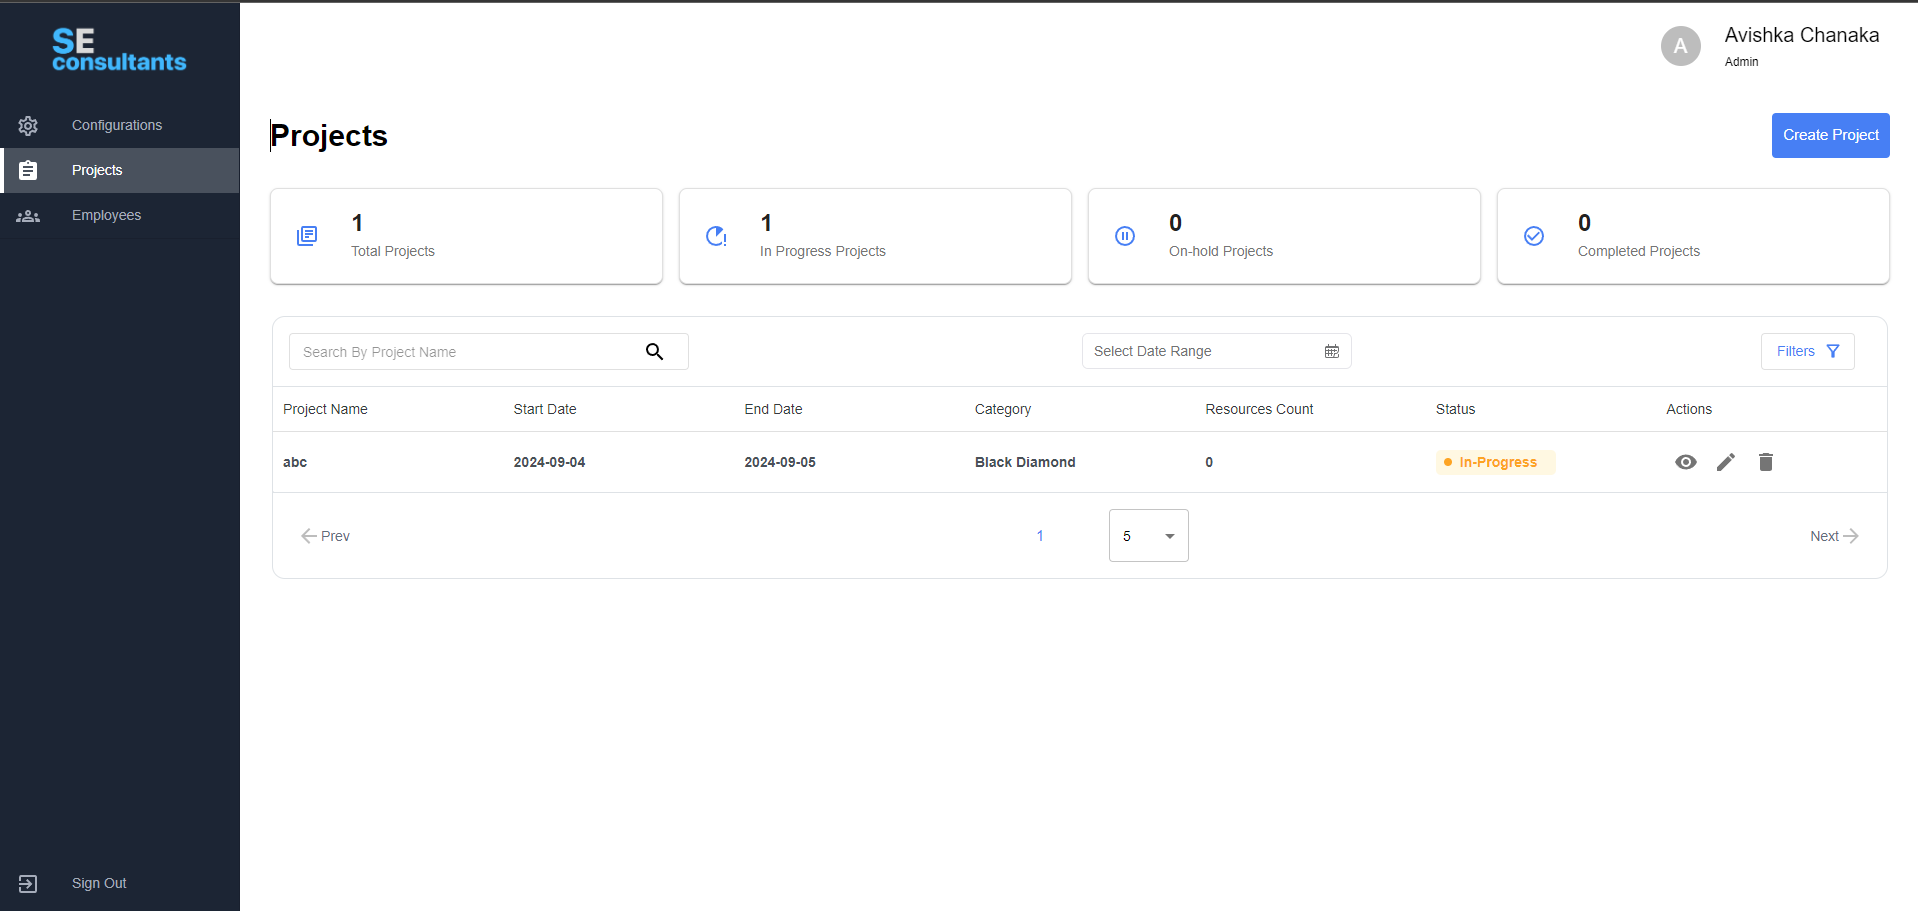 SE
consultants
Configurations
Projects
Employees
Sign Out
A
Avishka Chanaka
Admin
Projects
Create Project
1
Total Projects
1
In Progress Projects
0
On-hold Projects
0
Completed Projects
Search By Project Name
Select Date Range
Filters
Project Name Start Date End Date Category Resources Count Status Actions
abc 2024-09-04 2024-09-05 Black Diamond 0 In-Progress
Prev 1 5 Next